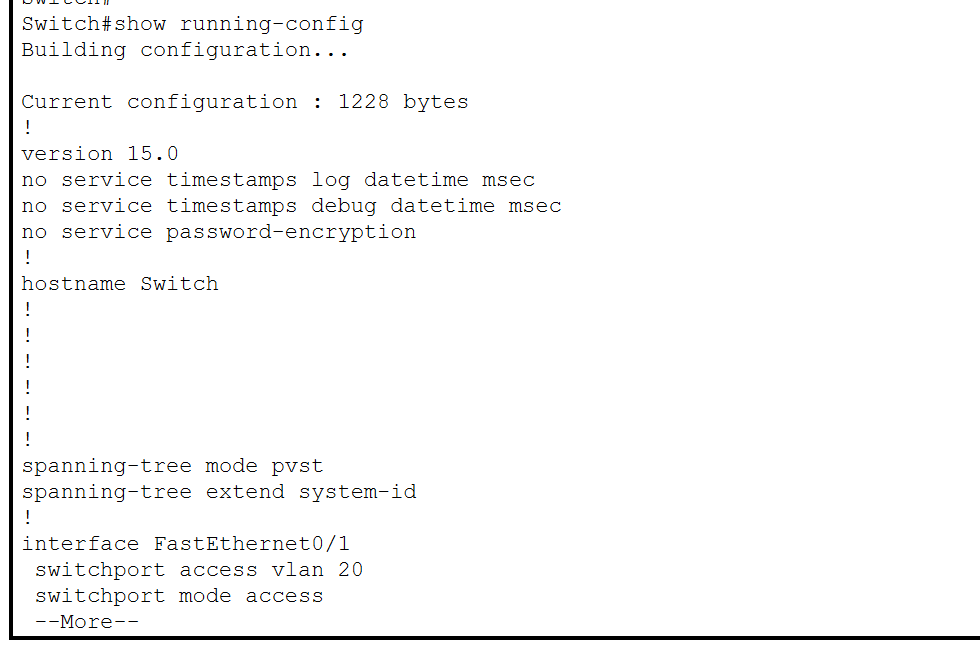 Switch#
Switch#show running-config
Building configuration...
Current configuration : 1228 bytes
!
version 15.0
no service timestamps log datetime msec
no service timestamps debug datetime msec
no service password-encryption
!
hostname Switch
!
!
!
!
!
!
spanning-tree mode pvst
spanning-tree extend system-id
!
interface FastEthernet0/1
switchport access vlan 20
switchport mode access
--More--